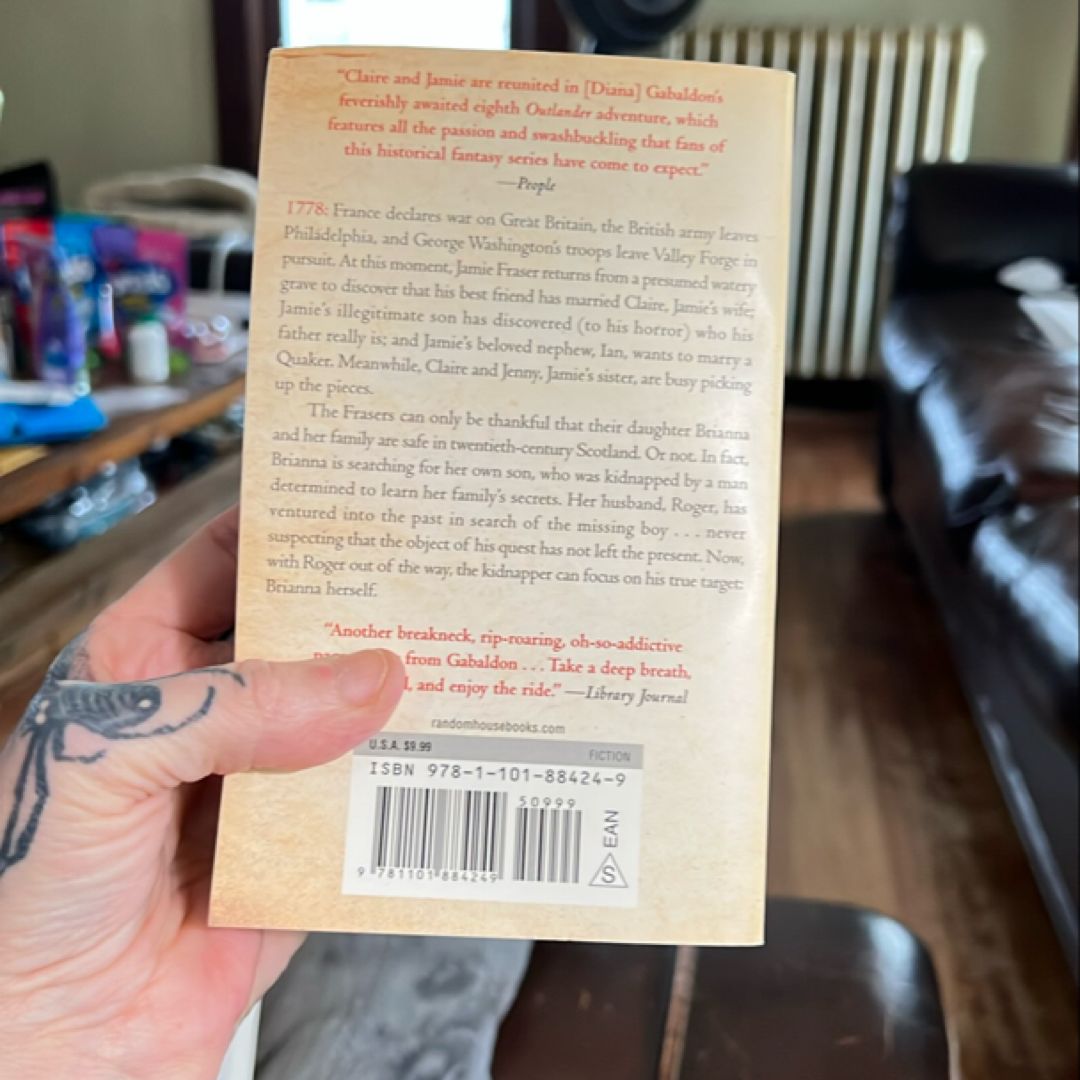 "Claire and Jamie are reunited in [Diana] Gabaldon's
feverishly awaited eighth Outlander adventure, which
features all the passion and swashbuckling that fans of
this historical fantasy series have come to expect."
—People
1778: France declares war on Great Britain, the British army leaves
Philadelphia, and George Washington's troops leave Valley Forge in
pursuit. At this moment, Jamie Fraser returns from a presumed watery
grave to discover that his best friend has married Claire, Jamie's wife;
Jamie's illegitimate son has discovered (to his horror) who his
father really is; and Jamie's beloved nephew, Ian, wants to marry a
Quaker. Meanwhile, Claire and Jenny, Jamie's sister, are busy picking
up the pieces.
The Frasers can only be thankful that their daughter Brianna
and her family are safe in twentieth-century Scotland. Or not. In fact,
Brianna is searching for her own son, who was kidnapped by a man
determined to learn her family's secrets. Her husband, Roger, has
ventured into the past in search of the missing boy . . . never
suspecting that the object of his quest has not left the present. Now,
with Roger out of the way, the kidnapper can focus on his true target:
Brianna herself.
"Another breakneck, rip-roaring, oh-so-addictive
from Gabaldon . . . Take a deep breath,
and enjoy the ride." —Library Journal
randomhousebooks.com
U.S.A. $9.99
FICTION
ISBN 978-1-101-88424-9
50999
9 781101 884249
EAN
S